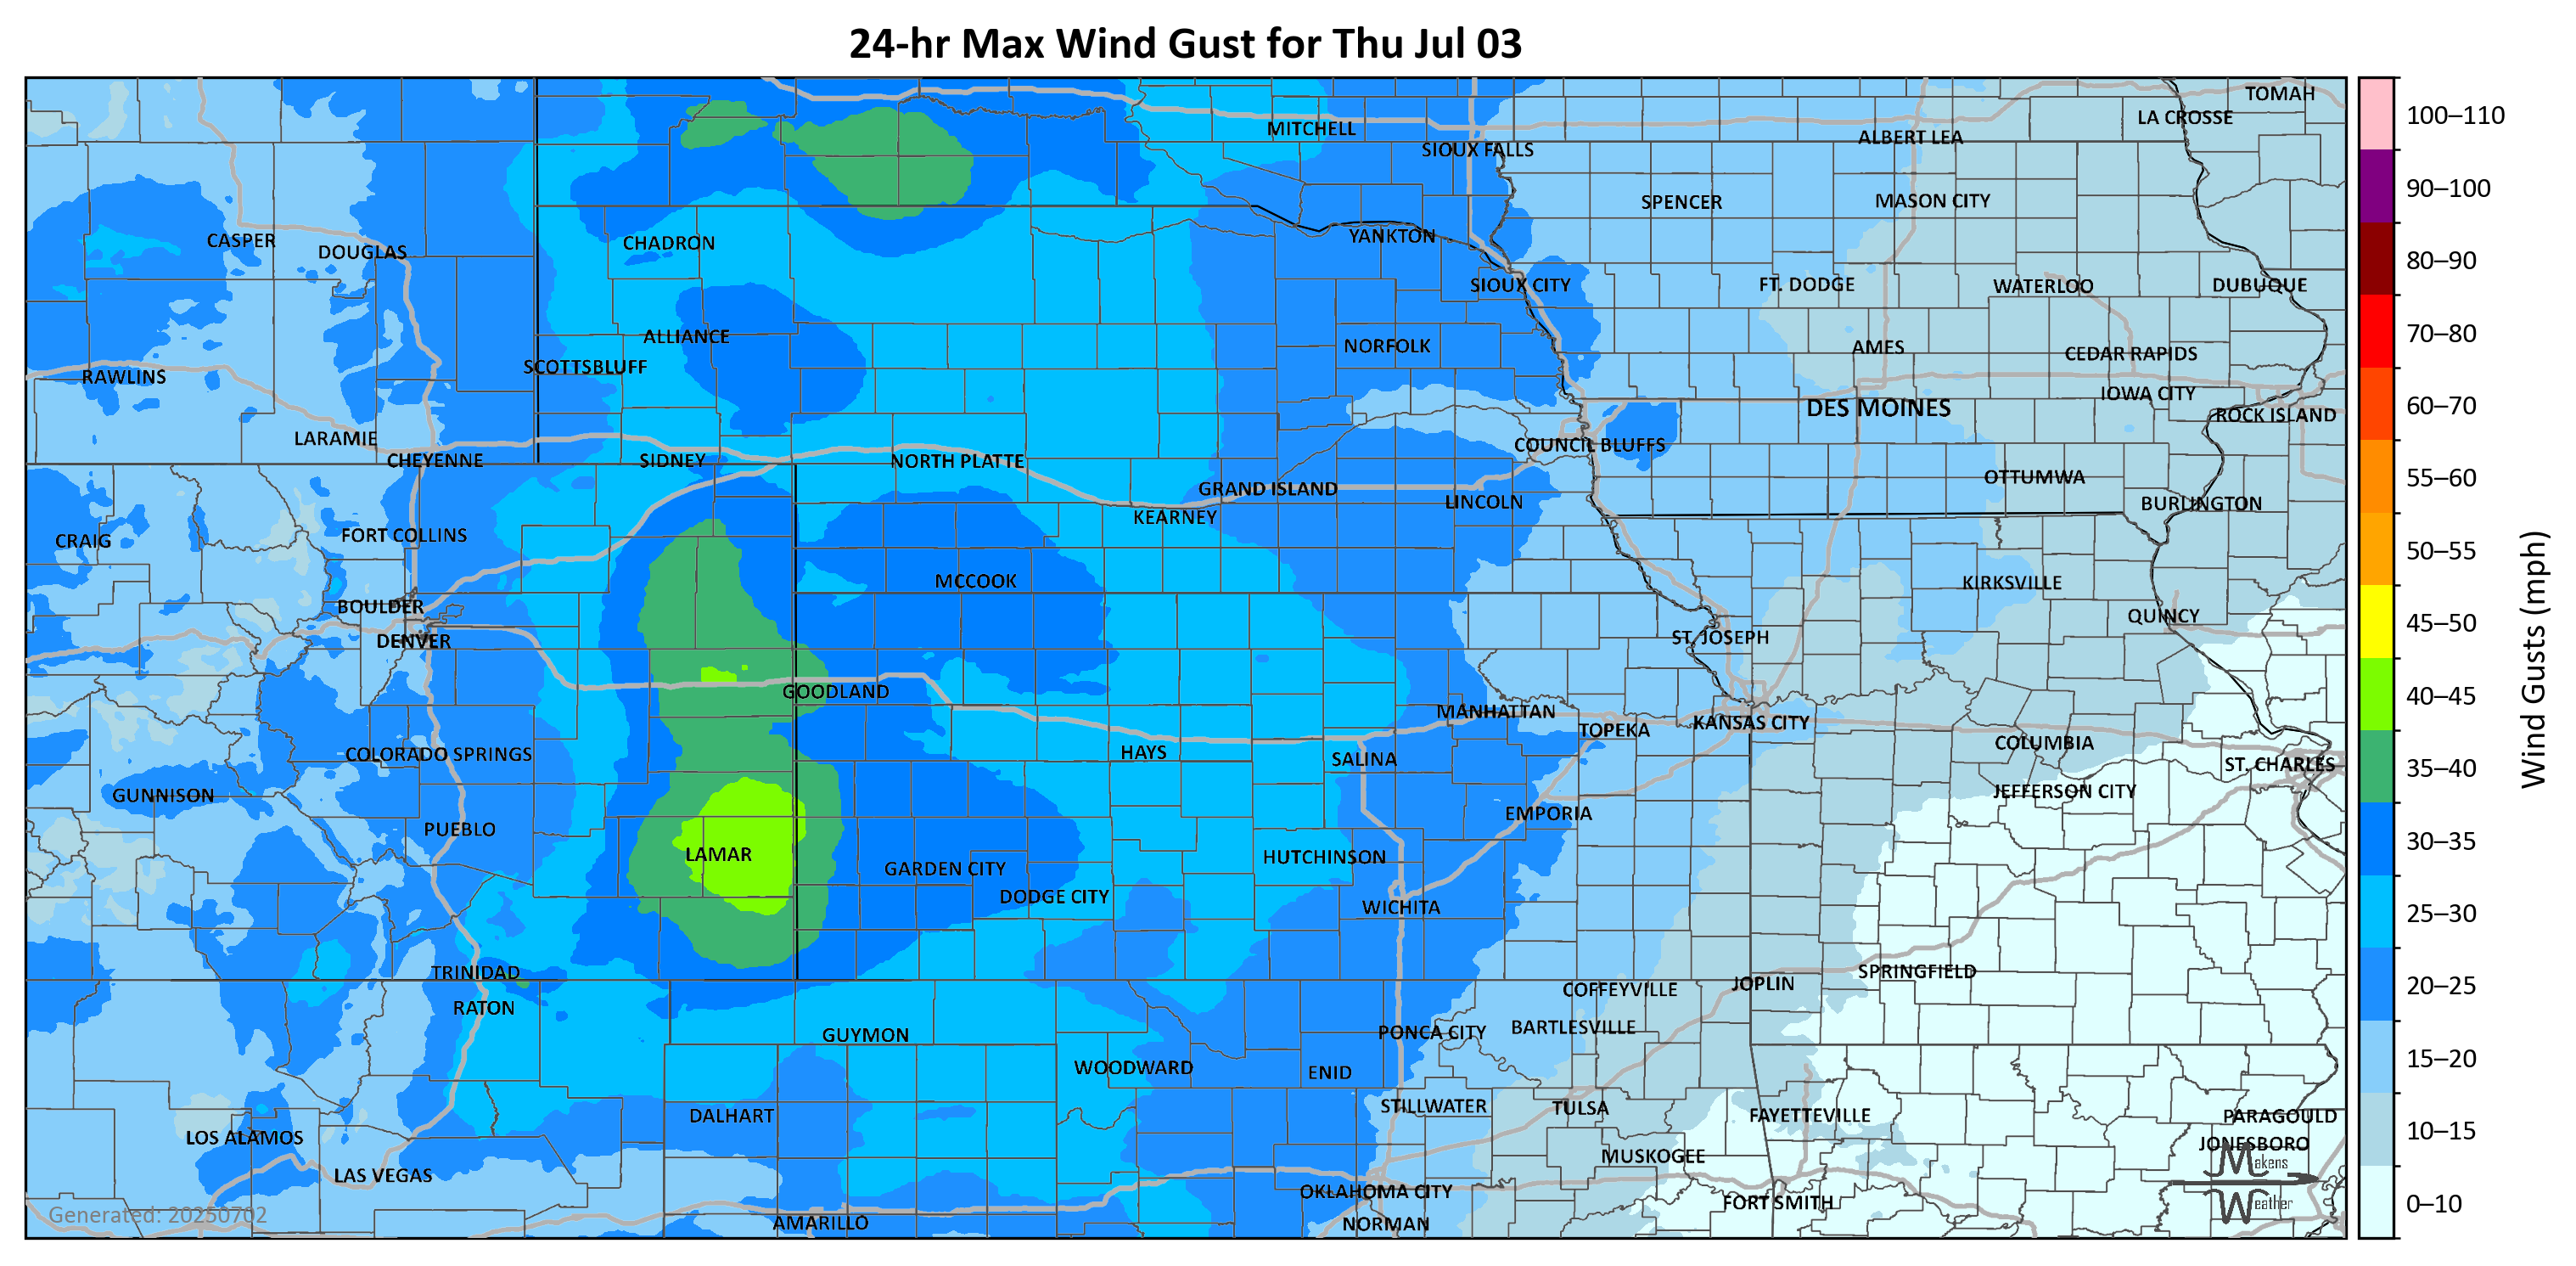 24-hr Max Wind Gust for Thu Jul 03
TOMAH
LA CROSSE
MITCHELL
ALBERT LEA
SIOUX FALLS
SPENCER
MASON CITY
CASPER
DOUGLAS
CHADRON
YANKTON
SIOUX CITY
FT. DODGE
WATERLOO
DUBUQUE
ALLIANCE
NORFOLK
AMES
CEDAR RAPIDS
SCOTTSBLUFF
RAWLINS
IOWA CITY
DES MOINES
ROCK ISLAND
LARAMIE
COUNCIL BLUFFS
CHEYENNE
SIDNEY
NORTH PLATTE
OTTUMWA
GRAND ISLAND
LINCOLN
BURLINGTON
KEARNEY
CRAIG
FORT COLLINS
MCCOOK
KIRKSVILLE
BOULDER
QUINCY
DENVER
ST. JOSEPH
GOODLAND
MANHATTAN
KANSAS CITY
TOPEKA
COLORADO SPRINGS
HAYS
SALINA
COLUMBIA
ST. CHARLES
GUNNISON
JEFFERSON CITY
EMPORIA
PUEBLO
LAMAR
HUTCHINSON
GARDEN CITY
DODGE CITY
WICHITA
TRINIDAD
SPRINGFIELD
JOPLIN
COFFEYVILLE
RATON
GUYMON
PONCA CITY
BARTLESVILLE
WOODWARD
ENID
STILLWATER
TULSA
DALHART
FAYETTEVILLE
PARAGOULD
LOS ALAMOS
JONESBORO
MUSKOGEE
LAS VEGAS
OKLAHOMA CITY
FORT SMITH
AMARILLO
NORMAN
Generated: 20250702
Makens
Weather
100–110
90–100
80–90
70–80
60–70
55–60
50–55
45–50
40–45
35–40
30–35
25–30
20–25
15–20
10–15
0–10
Wind Gusts (mph)